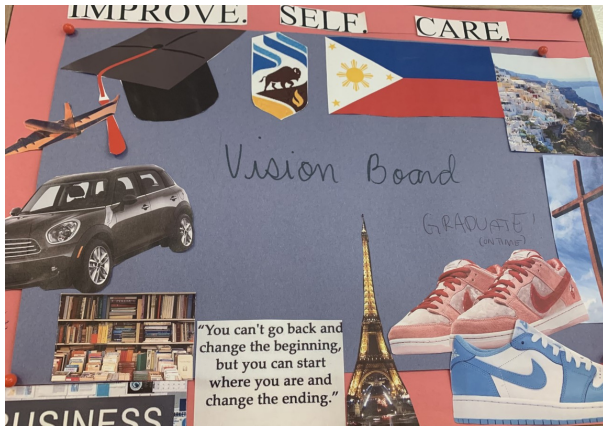 IMPROVE. SELF. CARE.
Vision Board
GRADUATE!
(ON TIME)
"You can't go back and
change the beginning,
but you can start
where you are and
change the ending."
BUSINESS